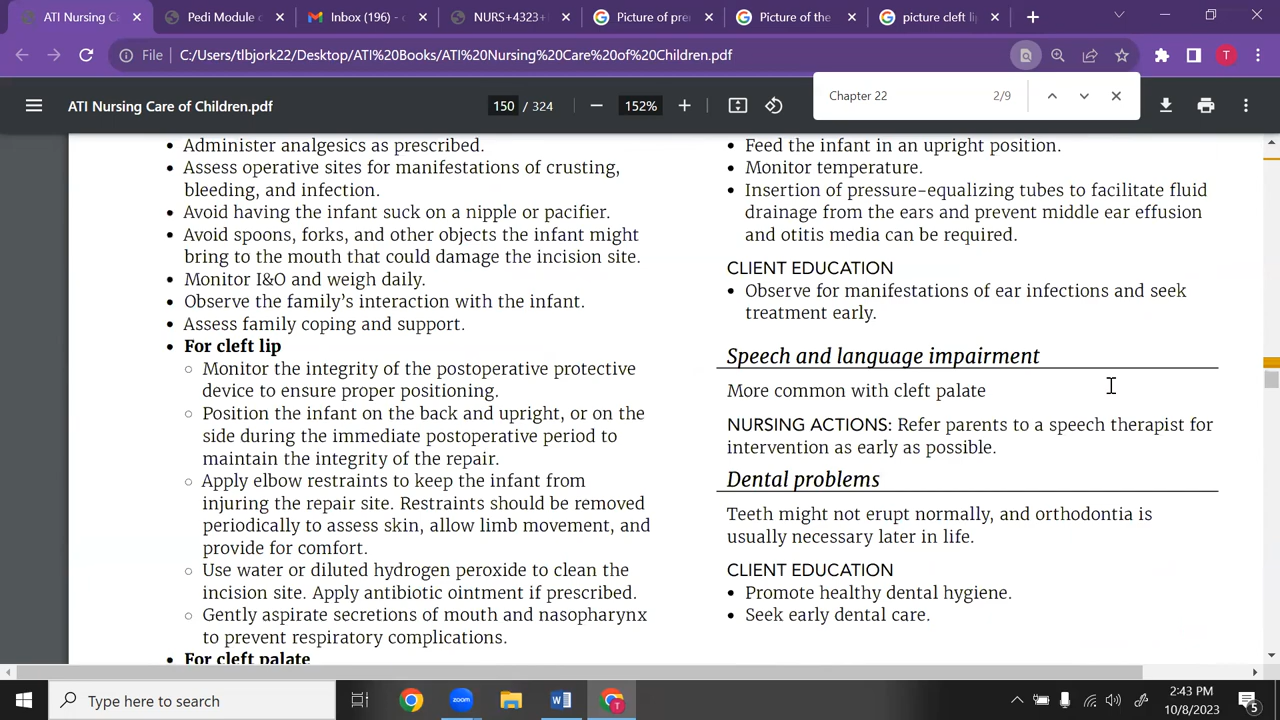 ATI Nursing Ca
Pedi Module
Inbox (196) -
NURS+4323+
Picture of pre
Picture of the
picture cleft li
File
C:/Users/tlbjork22/Desktop/ATI%20Books/ATI%20Nursing%20Care%20of%20Children.pdf
T
Chapter 22
2/9
ATI Nursing Care of Children.pdf
150 / 324
152%
• Administer analgesics as prescribed.
• Assess operative sites for manifestations of crusting,
bleeding, and infection.
• Avoid having the infant suck on a nipple or pacifier.
• Avoid spoons, forks, and other objects the infant might
bring to the mouth that could damage the incision site.
• Monitor I&O and weigh daily.
• Observe the family's interaction with the infant.
• Assess family coping and support.
• For cleft lip
○ Monitor the integrity of the postoperative protective
device to ensure proper positioning.
○ Position the infant on the back and upright, or on the
side during the immediate postoperative period to
maintain the integrity of the repair.
○ Apply elbow restraints to keep the infant from
injuring the repair site. Restraints should be removed
periodically to assess skin, allow limb movement, and
provide for comfort.
○ Use water or diluted hydrogen peroxide to clean the
incision site. Apply antibiotic ointment if prescribed.
○ Gently aspirate secretions of mouth and nasopharynx
to prevent respiratory complications.
• For cleft palate
• Feed the infant in an upright position.
• Monitor temperature.
• Insertion of pressure-equalizing tubes to facilitate fluid
drainage from the ears and prevent middle ear effusion
and otitis media can be required.
CLIENT EDUCATION
• Observe for manifestations of ear infections and seek
treatment early.
Speech and language impairment
More common with cleft palate
NURSING ACTIONS: Refer parents to a speech therapist for
intervention as early as possible.
Dental problems
Teeth might not erupt normally, and orthodontia is
usually necessary later in life.
CLIENT EDUCATION
• Promote healthy dental hygiene.
• Seek early dental care.
Type here to search
zoom
2:43 PM
10/8/2023
5